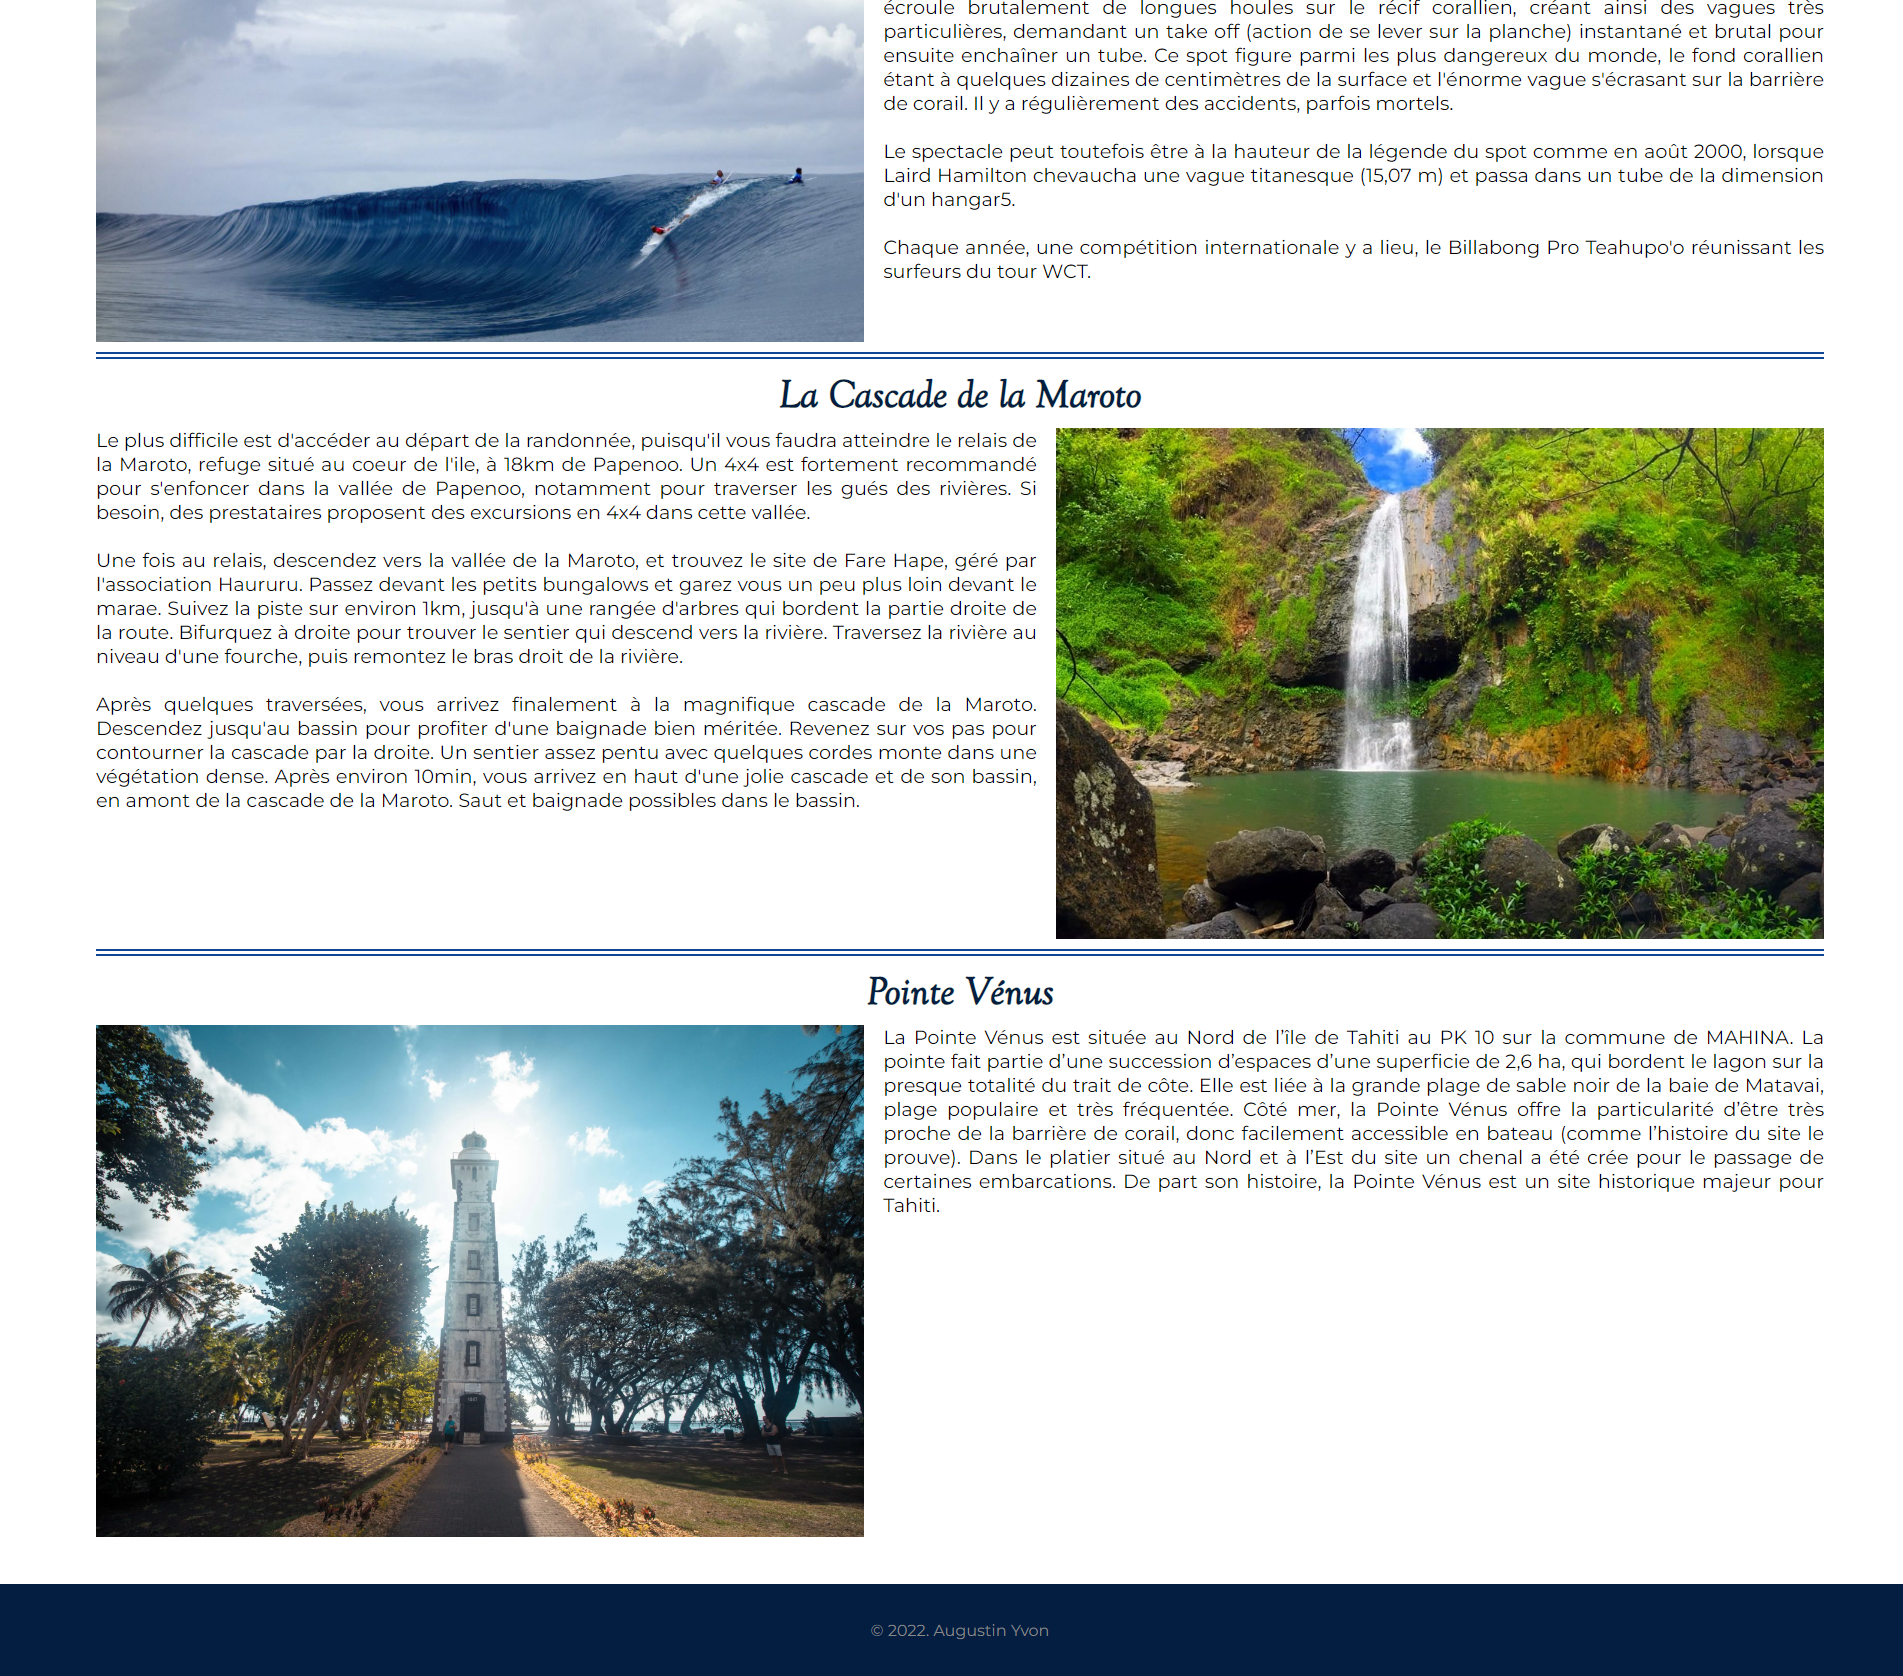 écroule brutalement de longues houles sur le récif corallien, créant ainsi des vagues très
particulières, demandant un take off (action de se lever sur la planche) instantané et brutal pour
ensuite enchaîner un tube. Ce spot figure parmi les plus dangereux du monde, le fond corallien
étant à quelques dizaines de centimètres de la surface et l'énorme vague s'écrasant sur la barrière
de corail. Il y a régulièrement des accidents, parfois mortels.
Le spectacle peut toutefois être à la hauteur de la légende du spot comme en août 2000, lorsque
Laird Hamilton chevaucha une vague titanesque (15,07 m) et passa dans un tube de la dimension
d'un hangar5.
Chaque année, une compétition internationale y a lieu, le Billabong Pro Teahupo'o réunissant les
surfeurs du tour WCT.
La Cascade de la Maroto
Le plus difficile est d'accéder au départ de la randonnée, puisqu'il vous faudra atteindre le relais de
la Maroto, refuge situé au coeur de l'ile, à 18km de Papenoo. Un 4x4 est fortement recommandé
pour s'enfoncer dans la vallée de Papenoo, notamment pour traverser les gués des rivières. Si
besoin, des prestataires proposent des excursions en 4x4 dans cette vallée.
Une fois au relais, descendez vers la vallée de la Maroto, et trouvez le site de Fare Hape, géré par
l'association Haururu. Passez devant les petits bungalows et garez vous un peu plus loin devant le
marae. Suivez la piste sur environ 1km, jusqu'à une rangée d'arbres qui bordent la partie droite de
la route. Bifurquez à droite pour trouver le sentier qui descend vers la rivière. Traversez la rivière au
niveau d'une fourche, puis remontez le bras droit de la rivière.
Après quelques traversées, vous arrivez finalement à la magnifique cascade de la Maroto.
Descendez jusqu'au bassin pour profiter d'une baignade bien méritée. Revenez sur vos pas pour
contourner la cascade par la droite. Un sentier assez pentu avec quelques cordes monte dans une
végétation dense. Après environ 10min, vous arrivez en haut d'une jolie cascade et de son bassin,
en amont de la cascade de la Maroto. Saut et baignade possibles dans le bassin.
Pointe Vénus
La Pointe Vénus est située au Nord de l’île de Tahiti au PK 10 sur la commune de MAHINA. La
pointe fait partie d’une succession d’espaces d’une superficie de 2,6 ha, qui bordent le lagon sur la
presque totalité du trait de côte. Elle est liée à la grande plage de sable noir de la baie de Matavai,
plage populaire et très fréquentée. Côté mer, la Pointe Vénus offre la particularité d’être très
proche de la barrière de corail, donc facilement accessible en bateau (comme l’histoire du site le
prouve). Dans le platier situé au Nord et à l’Est du site un chenal a été crée pour le passage de
certaines embarcations. De part son histoire, la Pointe Vénus est un site historique majeur pour
Tahiti.
© 2022. Augustin Yvon